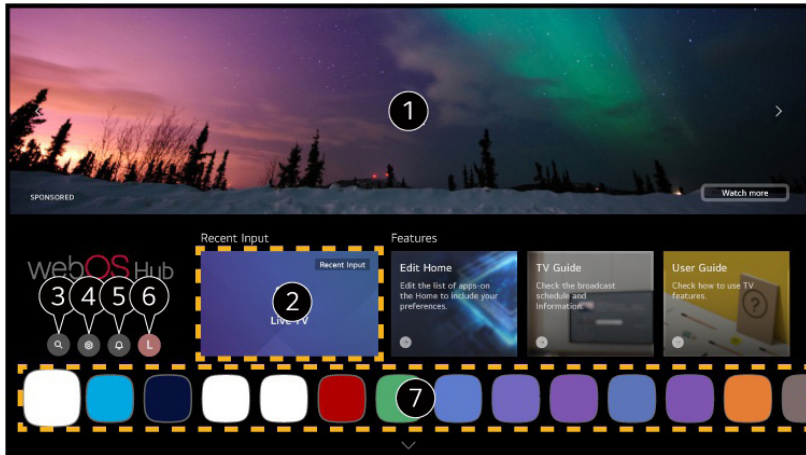 1
SPONSORED
Watch more
Recent Input
Features
webOS Hub
Recent Input
2
Live TV
Edit Home
Edit the list of apps-on
the Home to include your
preferences.
TV Guide
Check the broadcast
schedule and
Information.
User Guide
Check how to use TV
features.
?
3
4
5
6
L
7